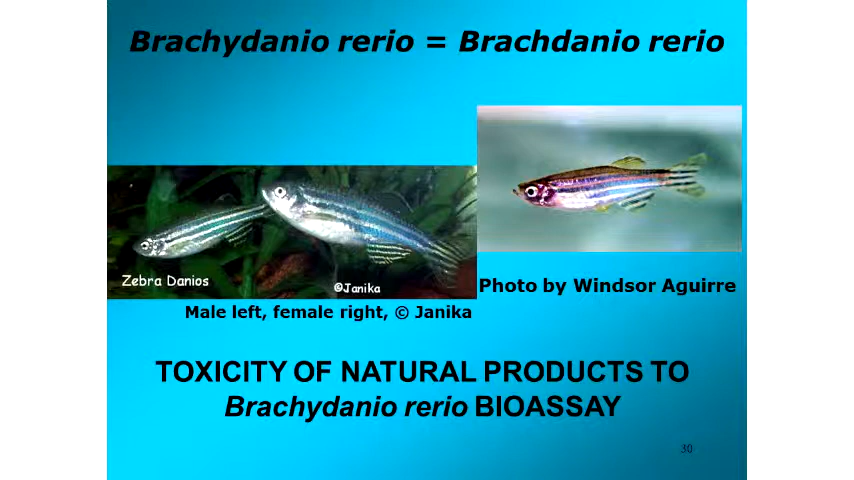 Brachydanio rerio = Brachdanio rerio
Zebra Danios
©Janika
Photo by Windsor Aguirre
Male left, female right, © Janika
TOXICITY OF NATURAL PRODUCTS TO
Brachydanio rerio BIOASSAY
30